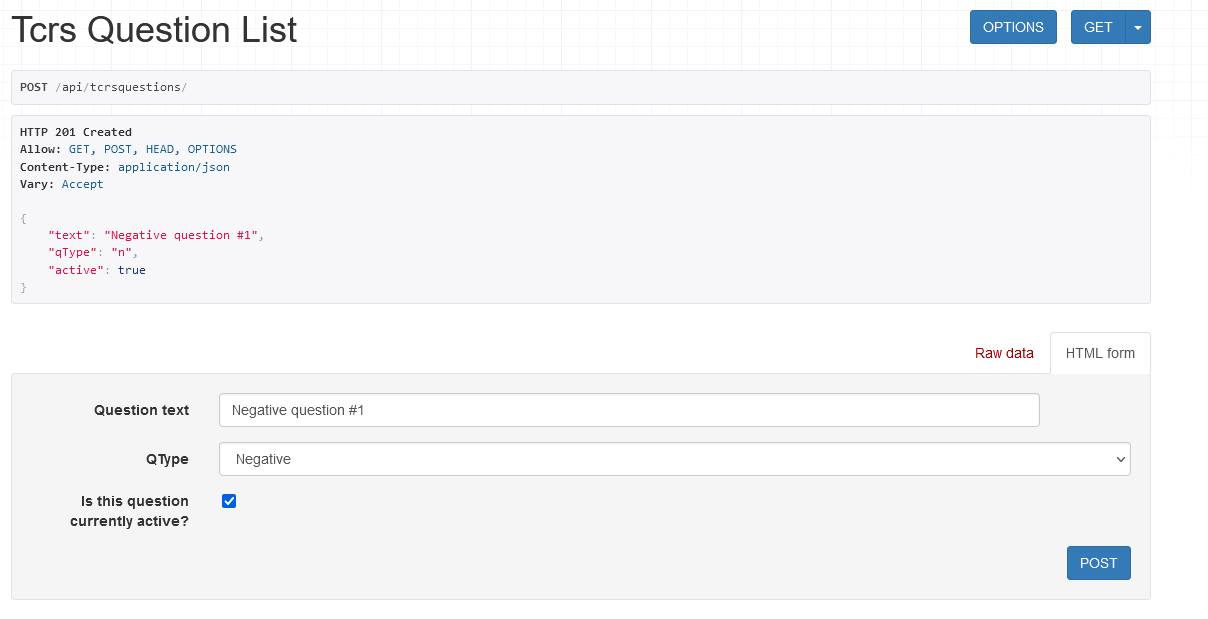 Tcrs Question List
OPTIONS
GET
POST /api/tcrsquestions/
HTTP 201 Created
Allow: GET, POST, HEAD, OPTIONS
Content-Type: application/json
Vary: Accept
{
    "text": "Negative question #1",
    "qType": "n",
    "active": true
}
Raw data
HTML form
Question text
Negative question #1
QType
Negative
Is this question
currently active?
POST